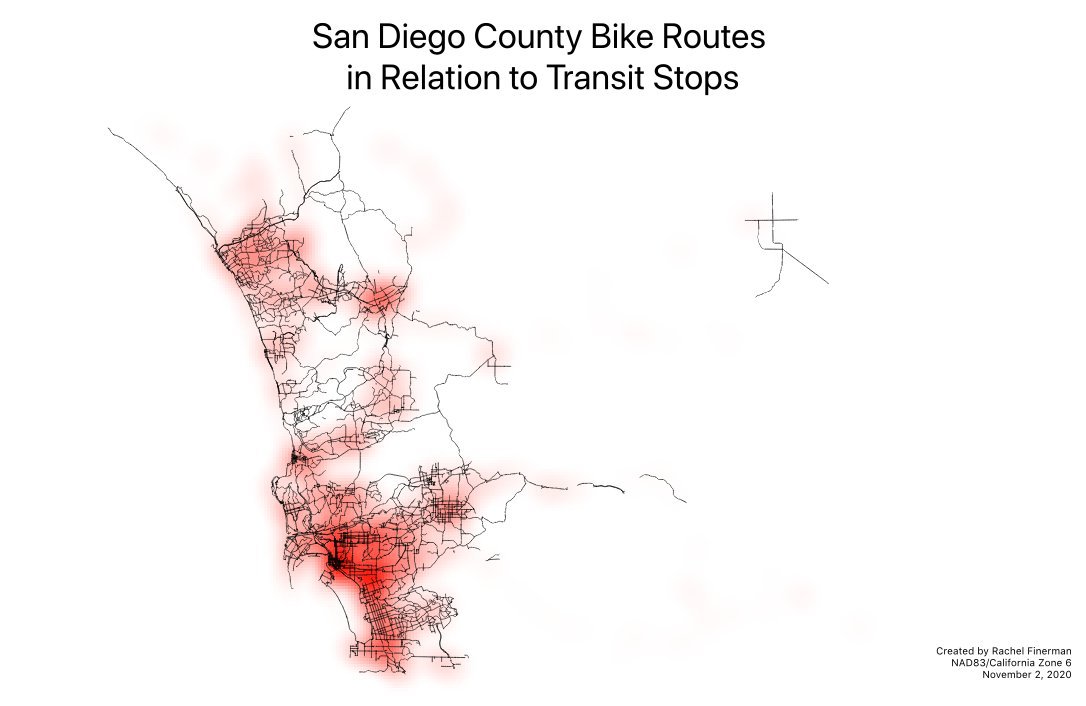 San Diego County Bike Routes
in Relation to Transit Stops
Created by Rachel Finerman
NAD83/California Zone 6
November 2, 2020